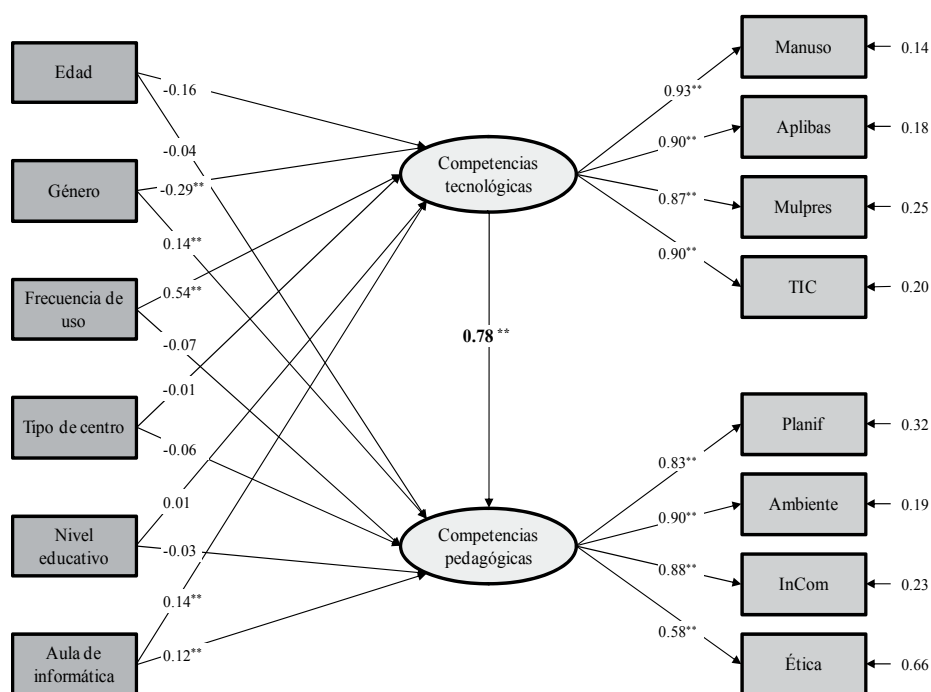 Edad
Género
Frecuencia de
uso
Tipo de centro
Nivel
educativo
Aula de
informática
-0.16
-0.04
-0.29**
0.14**
0.54**
-0.07
-0.01
-0.06
0.01
-0.03
0.14**
0.12**
Competencias
tecnológicas
0.78 **
Competencias
pedagógicas
0.93**
0.90**
0.87**
0.90**
0.83**
0.90**
0.88**
0.58**
Manuso
0.14
Aplibas
0.18
Mulpres
0.25
TIC
0.20
Planif
0.32
Ambiente
0.19
InCom
0.23
Ética
0.66